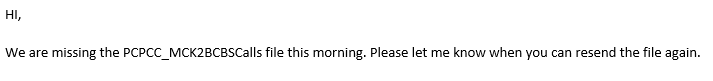 HI,
We are missing the PCPCC_MCK2BCBSCalls file this morning. Please let me know when you can resend the file again.